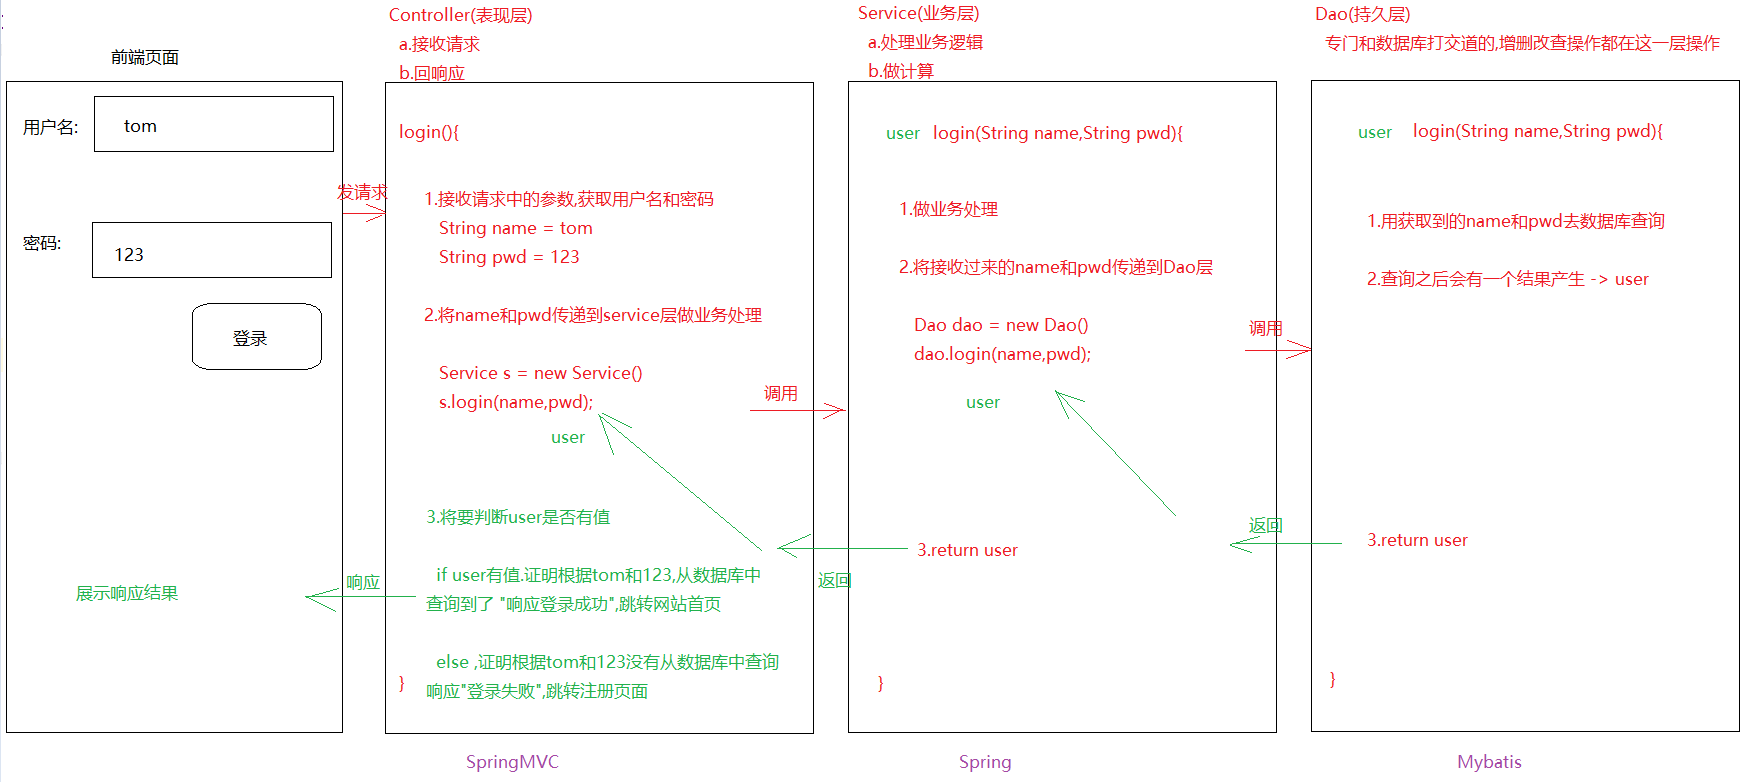 前端页面
用户名:
tom
密码:
123
登录
展示响应结果
发请求
响应
Controller(表现层)
a.接收请求
b.回响应
login(){
1.接收请求中的参数,获取用户名和密码
String name = tom
String pwd = 123
2.将name和pwd传递到service层做业务处理
Service s = new Service()
s.login(name,pwd);
user
3.将要判断user是否有值
if user有值.证明根据tom和123,从数据库中
查询到了 "响应登录成功",跳转网站首页
else ,证明根据tom和123没有从数据库中查询
响应"登录失败",跳转注册页面
}
SpringMVC
调用
返回
Service(业务层)
a.处理业务逻辑
b.做计算
user login(String name,String pwd){
1.做业务处理
2.将接收过来的name和pwd传递到Dao层
Dao dao = new Dao()
dao.login(name,pwd);
user
3.return user
}
Spring
调用
返回
Dao(持久层)
专门和数据库打交道的,增删改查操作都在这一层操作
user login(String name,String pwd){
1.用获取到的name和pwd去数据库查询
2.查询之后会有一个结果产生 -> user
3.return user
}
Mybatis